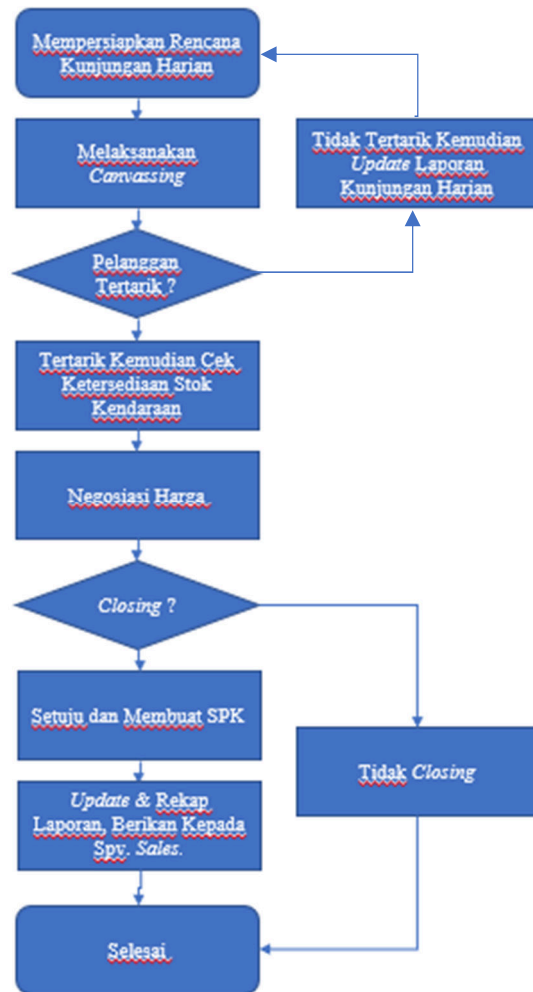 Mempersiapkan Rencana
Kunjungan Harian
Melaksanakan
Canvassing
Tidak Tertarik Kemudian
Update Laporan
Kunjungan Harian
Pelanggan
Tertarik ?
Tertarik Kemudian Cek
Ketersediaan Stok
Kendaraan
Negosiasi Harga
Closing ?
Setuju dan Membuat SPK
Tidak Closing
Update & Rekap
Laporan, Berikan Kepada
Spv. Sales.
Selesai